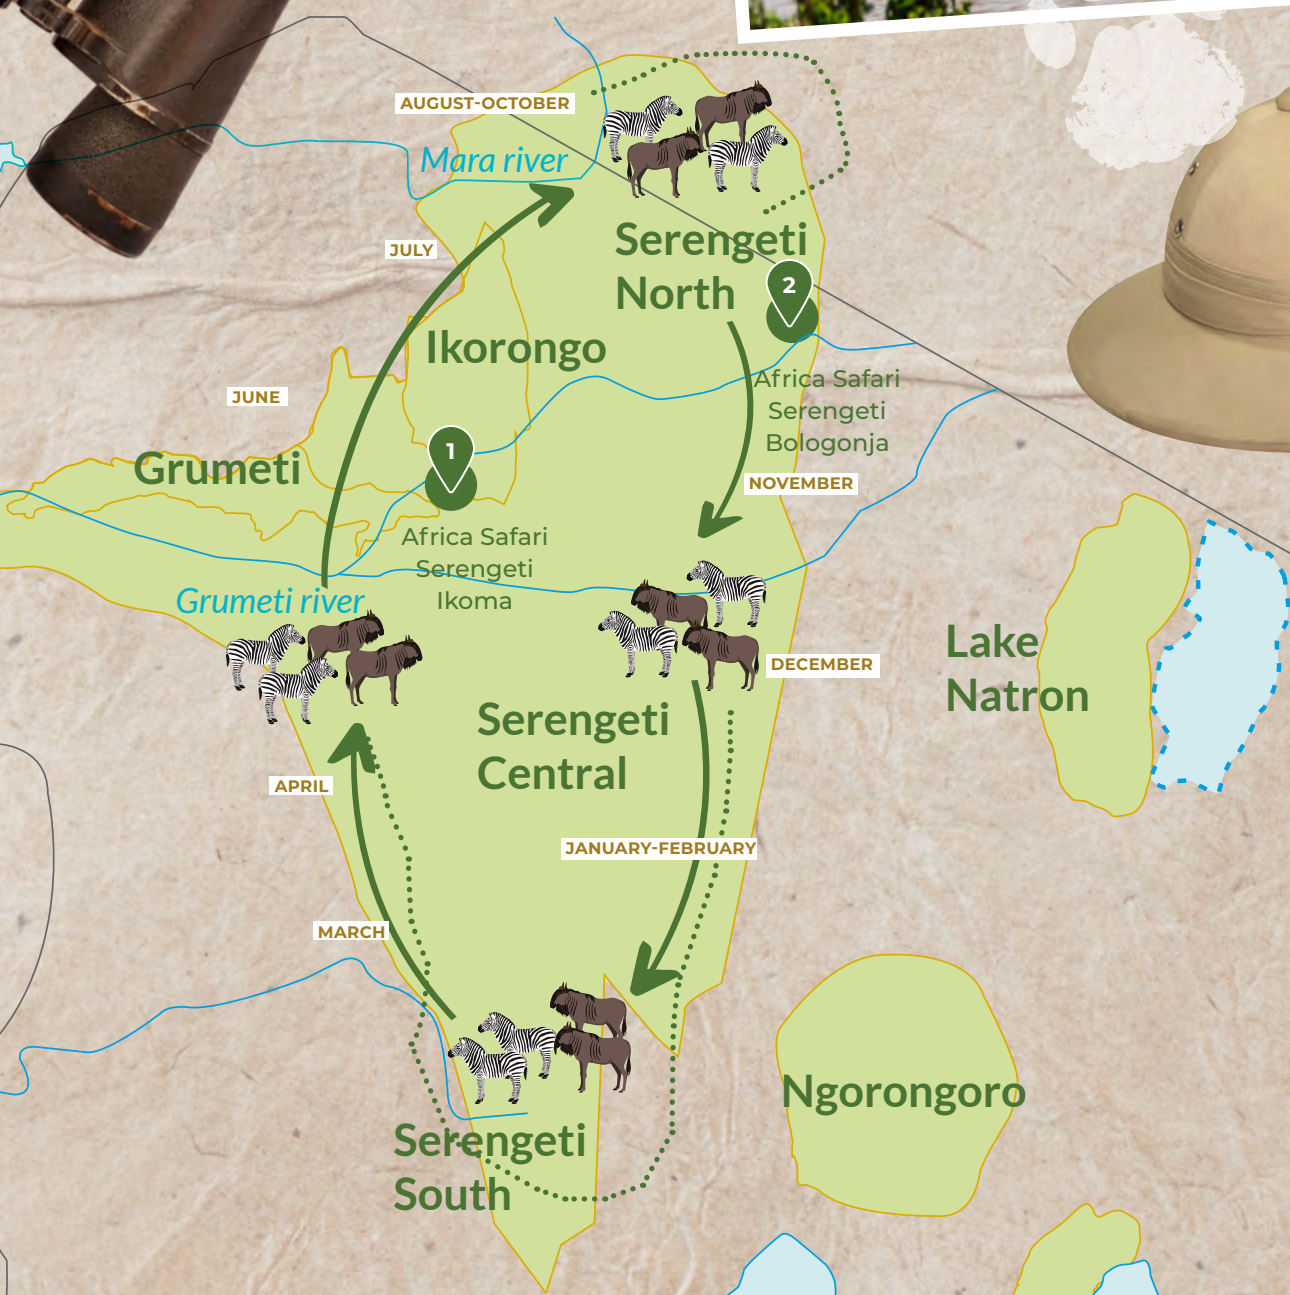 AUGUST-OCTOBER
Mara river
JULY
Serengeti
North
2
Ikorongo
Africa Safari
Serengeti
Bologonja
JUNE
Grumeti
1
NOVEMBER
Africa Safari
Serengeti
Ikoma
Grumeti river
DECEMBER
Lake
Natron
Serengeti
Central
APRIL
JANUARY-FEBRUARY
MARCH
Ngorongoro
Serengeti
South